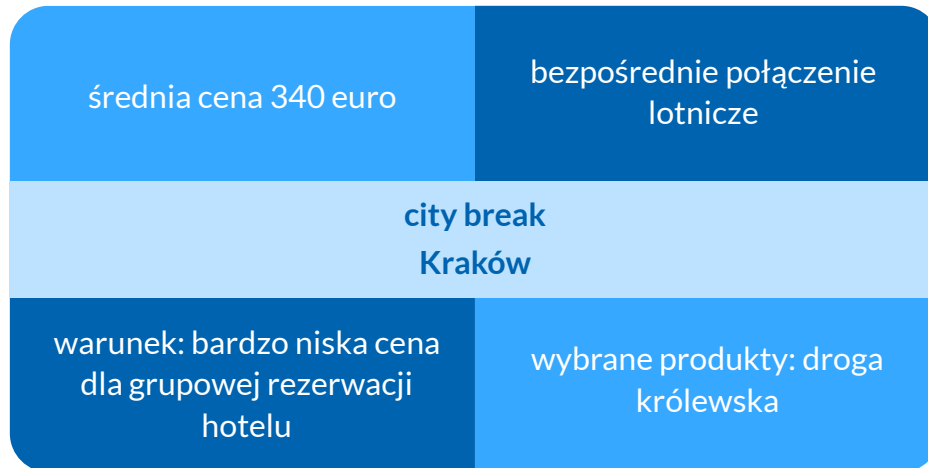 średnia cena 340 euro
bezpośrednie połączenie
lotnicze
city break
Kraków
warunek: bardzo niska cena
dla grupowej rezerwacji
hotelu
wybrane produkty: droga
królewska